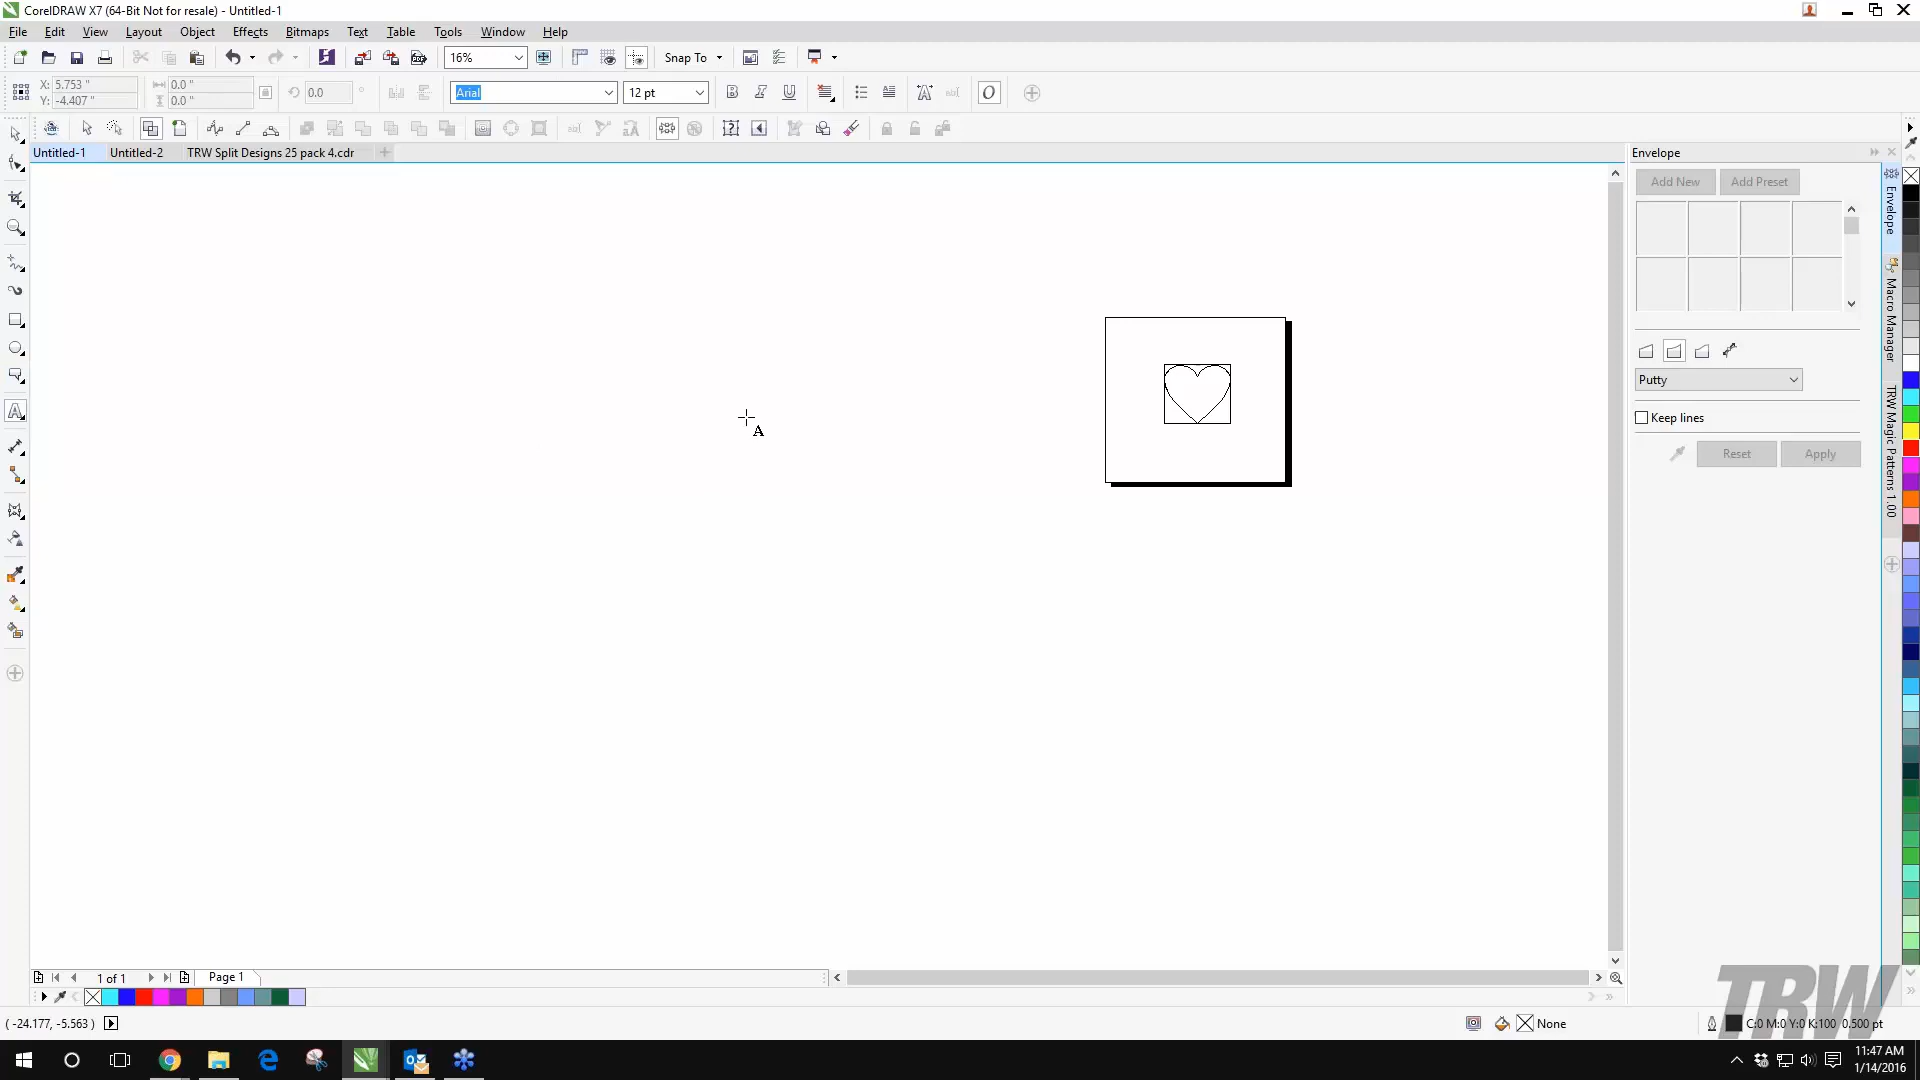 CorelDRAW X7 (64-Bit Not for resale) - Untitled-1
File Edit View Layout Object Effects Bitmaps Text Table Tools Window Help
16% Snap To
X: 5.753 " 0.0 "
Y: -4.407 " 0.0 "
0.0 ° Arial 12 pt
Untitled-1 Untitled-2 TRW Split Designs 25 pack 4.cdr
Envelope
Add New Add Preset
Putty
Keep lines
Reset Apply
Envelope
Macro Manager
TRW Magic Patterns 1.00
A
1 of 1 Page 1
TRW
( -24.177, -5.563 ) None C:0 M:0 Y:0 K:100 0.500 pt
11:47 AM
1/14/2016